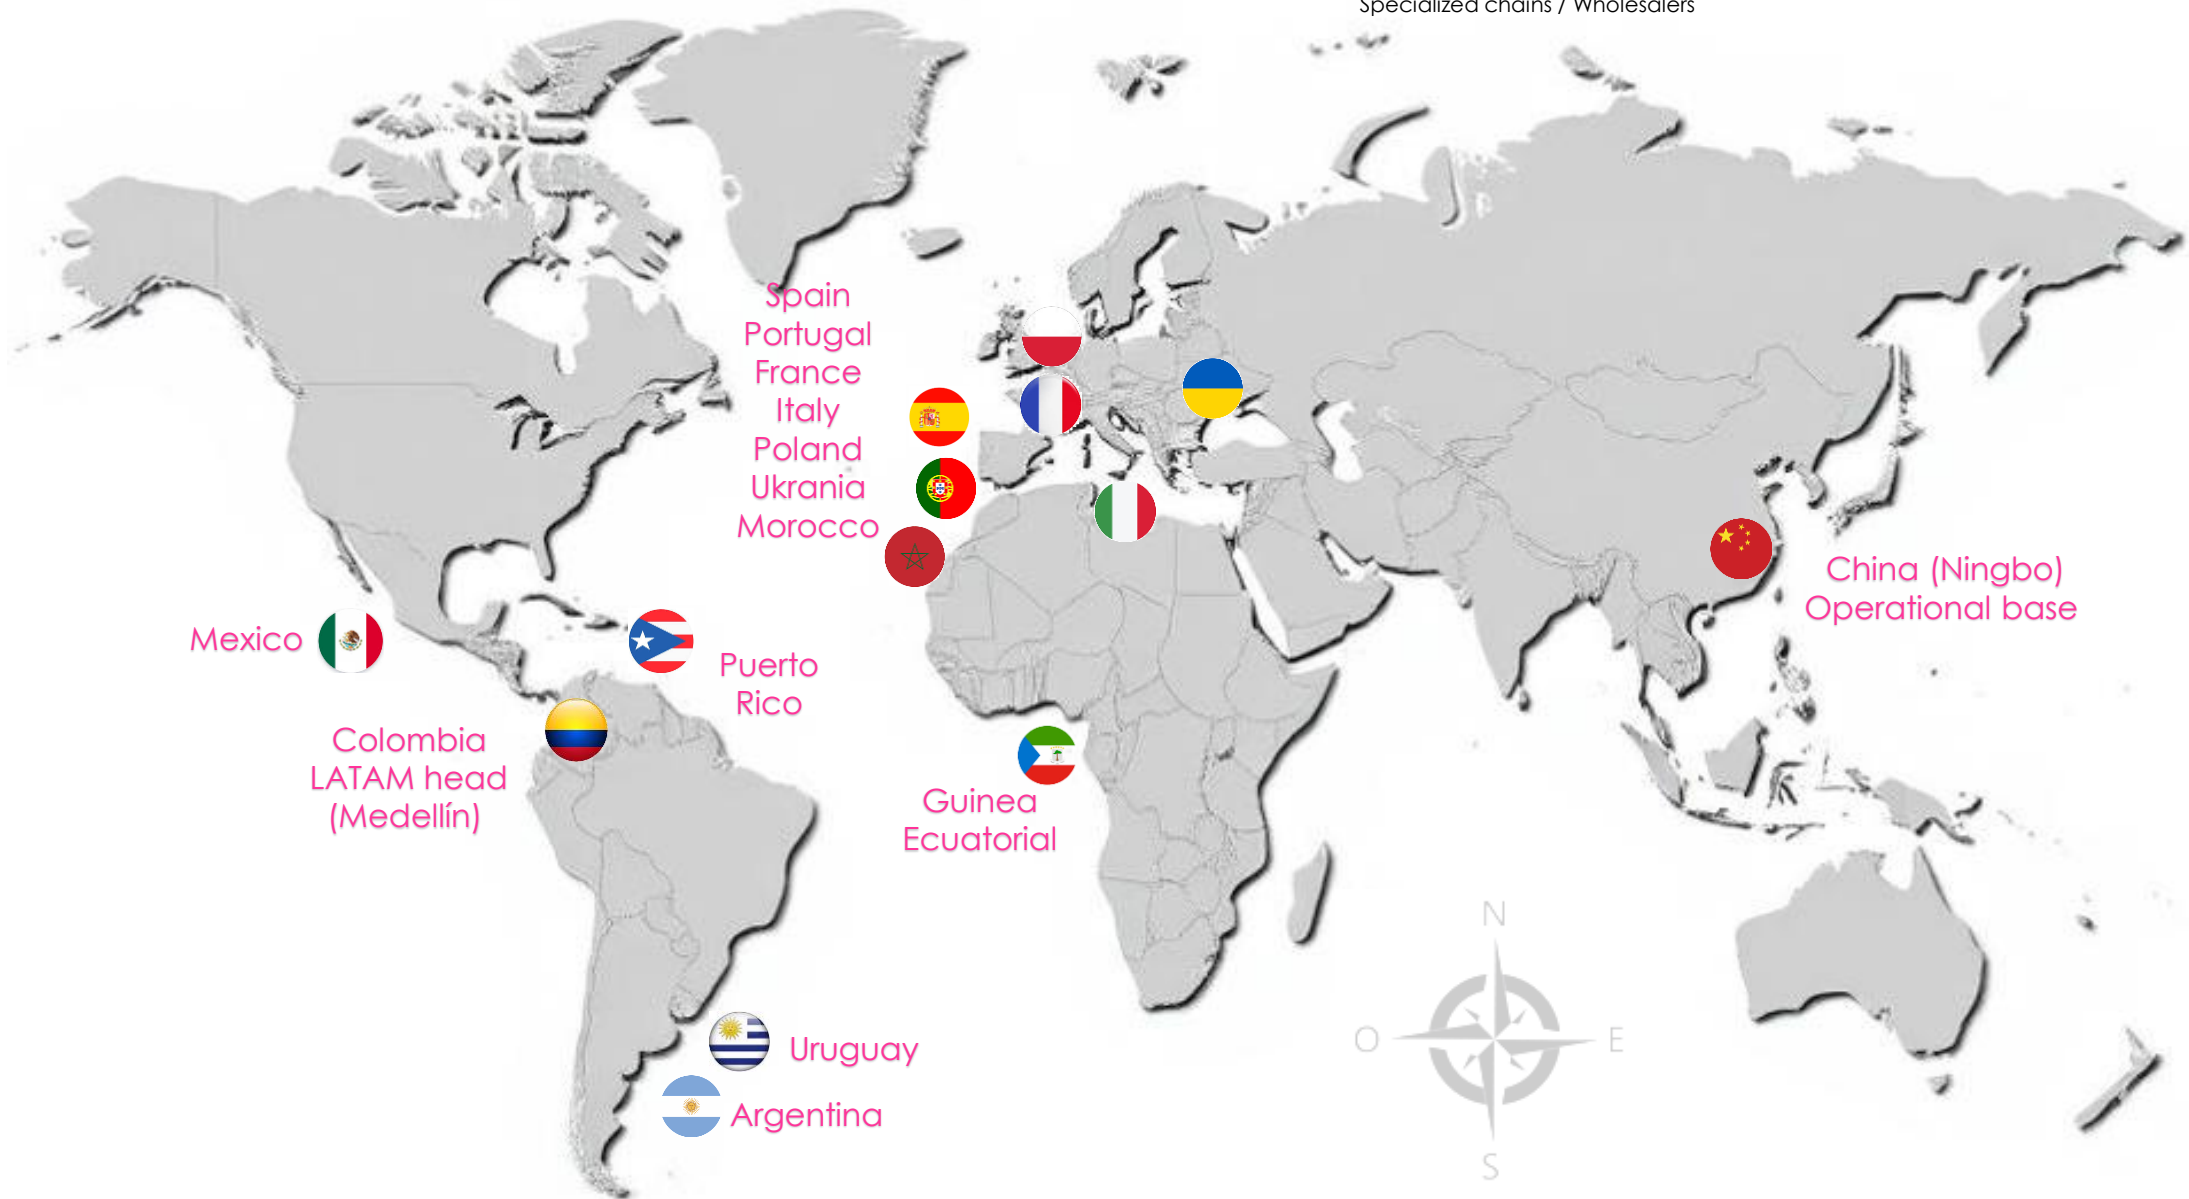 Specialized chains / Wholesalers
Spain
Portugal
France
Italy
Poland
Ukrania
Morocco
China (Ningbo)
Operational base
Mexico
Puerto
Rico
Colombia
LATAM head
(Medellín)
Guinea
Ecuatorial
N
O
E
S
Uruguay
Argentina